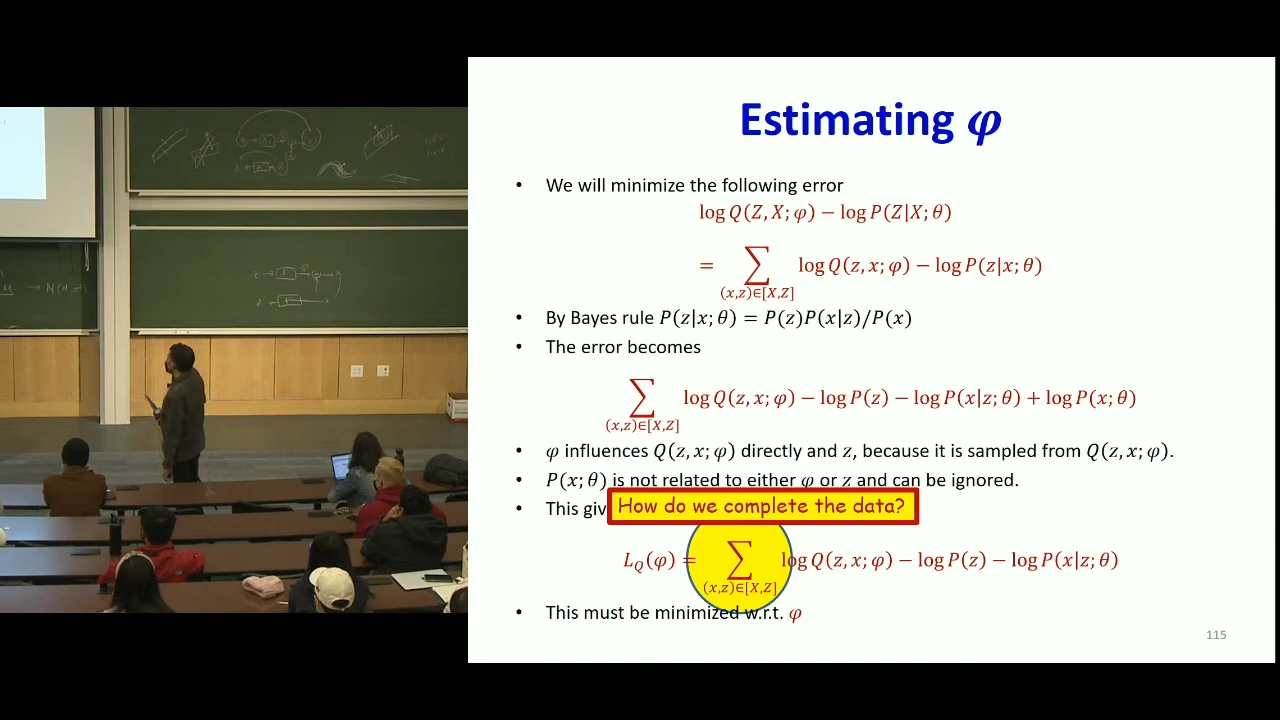 Estimating φ
• We will minimize the following error
log Q(Z, X; φ) − log P(Z|X; θ)
= ∑ log Q(z, x; φ) − log P(z|x; θ)
(x,z)∈[X,Z]
• By Bayes rule P(z|x; θ) = P(z)P(x|z)/P(x)
• The error becomes
∑ log Q(z, x; φ) − log P(z) − log P(x|z; θ) + log P(x; θ)
(x,z)∈[X,Z]
• φ influences Q(z, x; φ) directly and z, because it is sampled from Q(z, x; φ).
• P(x; θ) is not related to either φ or z and can be ignored.
• This giv
How do we complete the data?
L_Q(φ) = ∑ log Q(z, x; φ) − log P(z) − log P(x|z; θ)
(x,z)∈[X,Z]
• This must be minimized w.r.t. φ
115